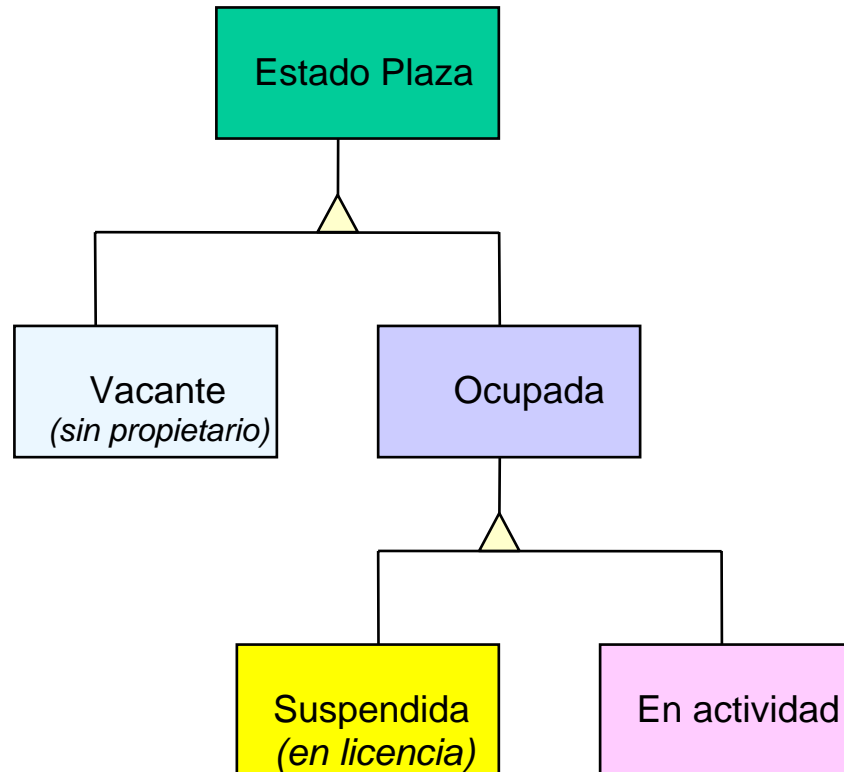 Estado Plaza
Vacante
(sin propietario)
Ocupada
Suspendida
(en licencia)
En actividad